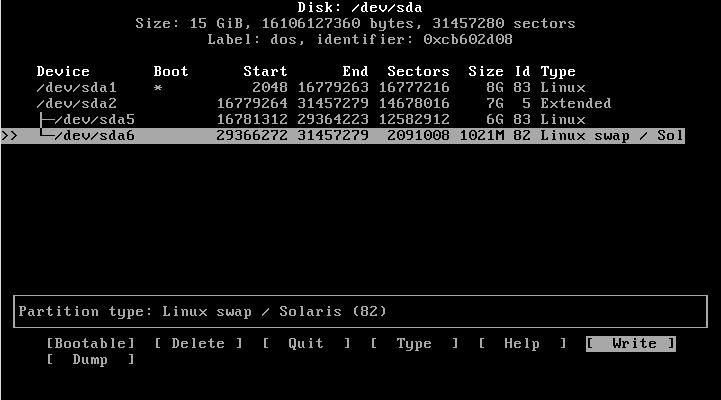 Disk: /dev/sda
Size: 15 GiB, 16106127360 bytes, 31457280 sectors
Label: dos, identifier: 0xcb602d08
Device Boot Start End Sectors Size Id Type
/dev/sda1 * 2048 16779263 16777216 8G 83 Linux
/dev/sda2 16779264 31457279 14678016 7G 5 Extended
├─/dev/sda5 16781312 29364223 12582912 6G 83 Linux
>> └─/dev/sda6 29366272 31457279 2091008 1021M 82 Linux swap / Sol
Partition type: Linux swap / Solaris (82)
[Bootable] [ Delete ] [ Quit ] [ Type ] [ Help ] [ Write ]
[ Dump ]